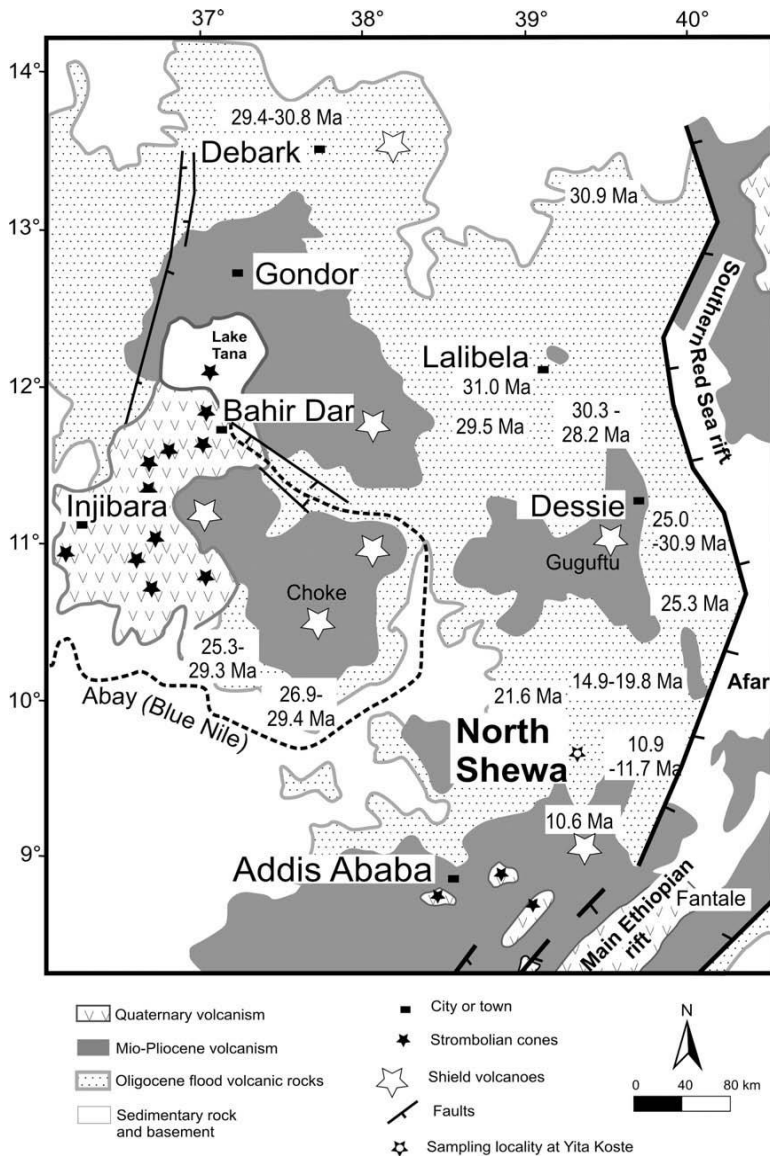 37°
38°
39°
40°
14°
29.4-30.8 Ma
Debark
13°
30.9 Ma
Gondor
Southern Red Sea rift
Lake
Tana
Lalibela
12°
31.0 Ma
Bahir Dar
29.5 Ma
30.3 -
28.2 Ma
Injibara
Dessie
25.0
-30.9 Ma
11°
Guguftu
Choke
25.3 Ma
25.3-
29.3 Ma
26.9-
29.4 Ma
21.6 Ma
14.9-19.8 Ma
Afar
10°
Abay (Blue Nile)
North
Shewa
10.9
-11.7 Ma
10.6 Ma
9°
Addis Ababa
Fantale
Main Ethiopian
rift
Quaternary volcanism
Mio-Pliocene volcanism
Oligocene flood volcanic rocks
Sedimentary rock
and basement
City or town
Strombolian cones
Shield volcanoes
Faults
Sampling locality at Yita Koste
N
0 40 80 km